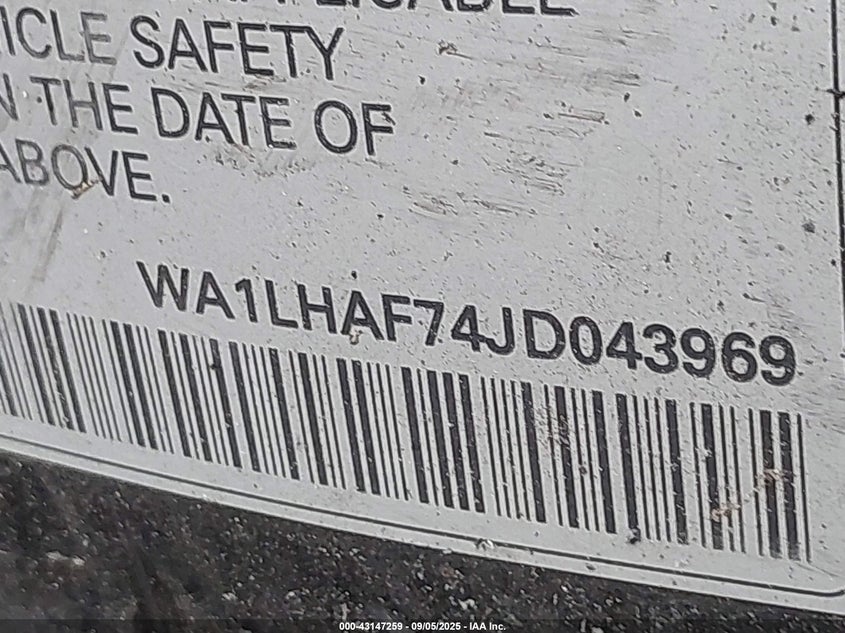 ICLE SAFETY
N THE DATE OF
ABOVE.
WA1LHAF74JD043969
000-43147259 - 09/05/2025 - IAA Inc.